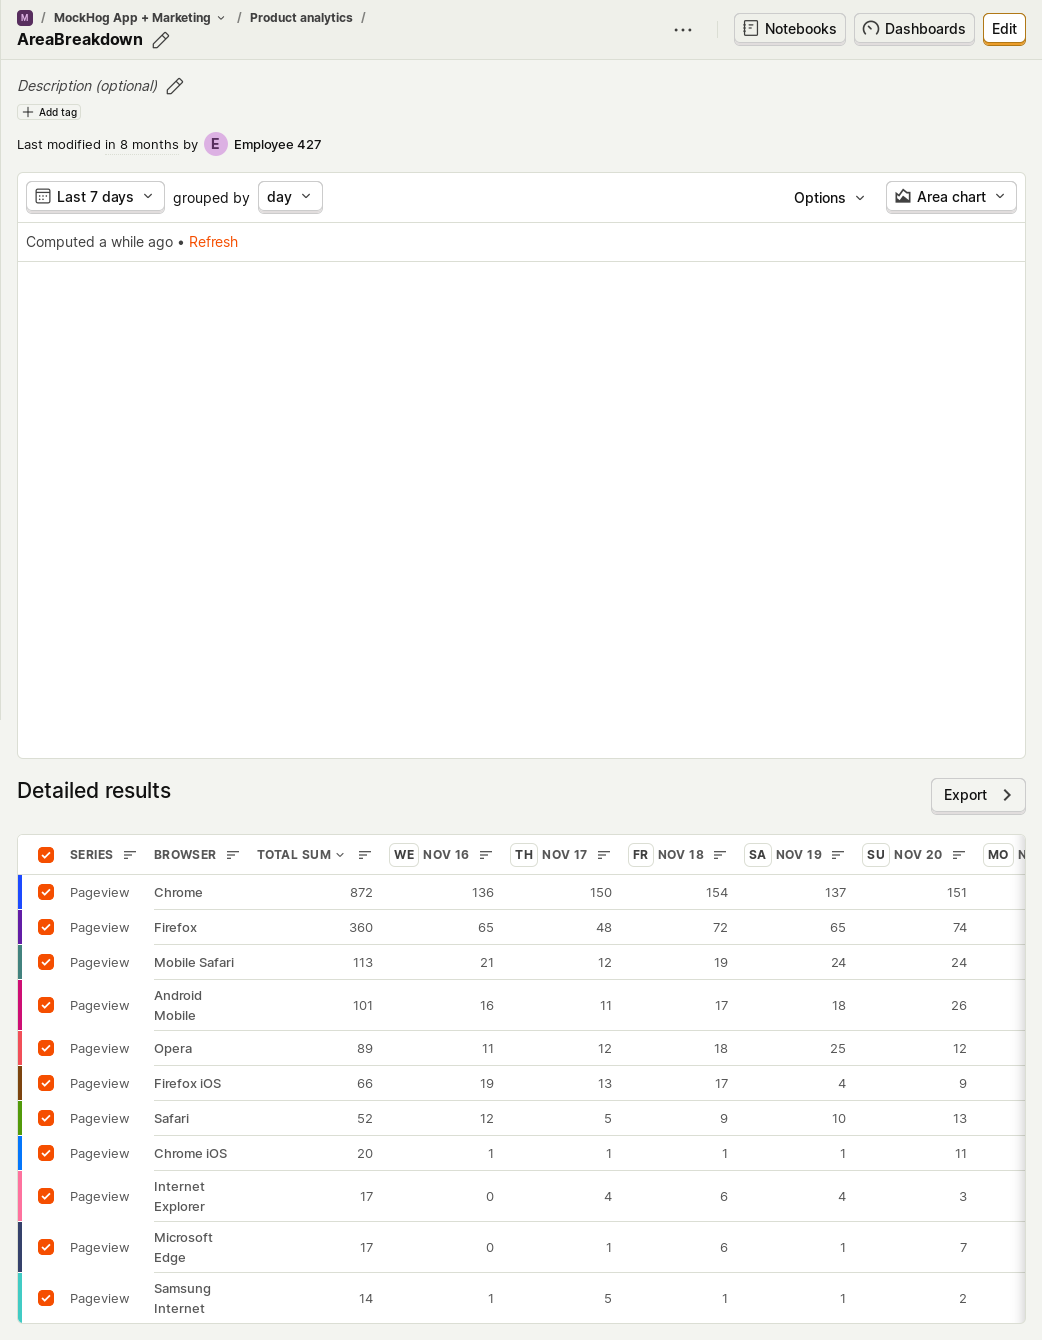 M / MockHog App + Marketing / Product analytics /
AreaBreakdown
Notebooks Dashboards Edit
Description (optional)
Add tag
Last modified in 8 months by E Employee 427
Last 7 days grouped by day Options Area chart
Computed a while ago • Refresh
Detailed results
Export
SERIES BROWSER TOTAL SUM WE NOV 16 TH NOV 17 FR NOV 18 SA NOV 19 SU NOV 20 MO
Pageview Chrome 872 136 150 154 137 151
Pageview Firefox 360 65 48 72 65 74
Pageview Mobile Safari 113 21 12 19 24 24
Pageview Android Mobile 101 16 11 17 18 26
Pageview Opera 89 11 12 18 25 12
Pageview Firefox iOS 66 19 13 17 4 9
Pageview Safari 52 12 5 9 10 13
Pageview Chrome iOS 20 1 1 1 1 11
Pageview Internet Explorer 17 0 4 6 4 3
Pageview Microsoft Edge 17 0 1 6 1 7
Pageview Samsung Internet 14 1 5 1 1 2